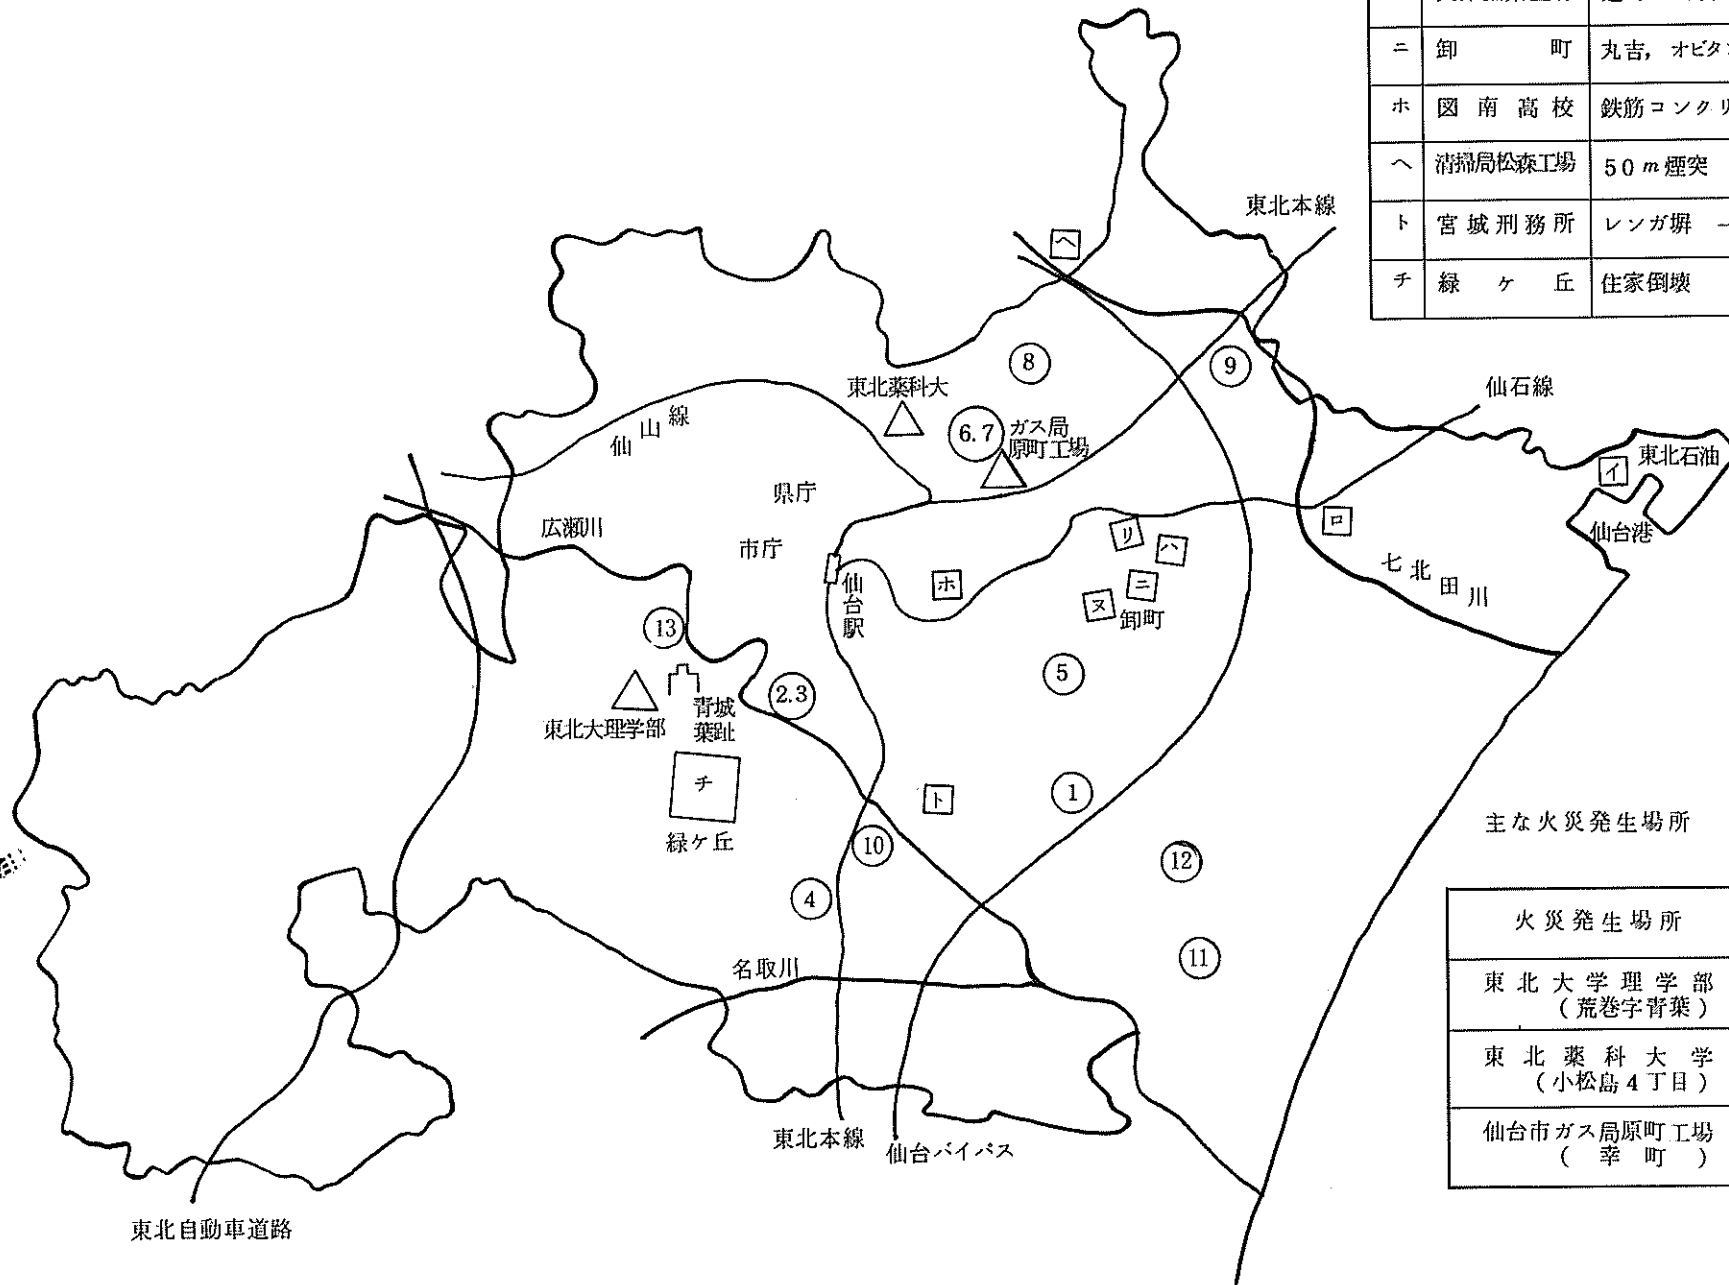 ニ 卸町 丸吉，オビタ
ホ 図南高校 鉄筋コンクリ
ヘ 清掃局松森工場 50m煙突
ト 宮城刑務所 レンガ塀
チ 緑ケ丘 住家倒壊
東北本線
ヘ
8
9
東北薬科大
仙石線
仙山線
6.7
ガス局
原町工場
東北石油
イ
県庁
ロ
仙台港
広瀬川
市庁
リ
ハ
七北田川
仙台駅
ホ
ニ
ヌ
卸町
13
5
2.3
青城
葉趾
東北大理学部
チ
ト
1
緑ケ丘
主な火災発生場所
10
12
4
11
名取川
火災発生場所
東北大学理学部
（荒巻字青葉）
東北薬科大学
（小松島4丁目）
仙台市ガス局原町工場
（幸町）
東北本線
仙台バイパス
東北自動車道路